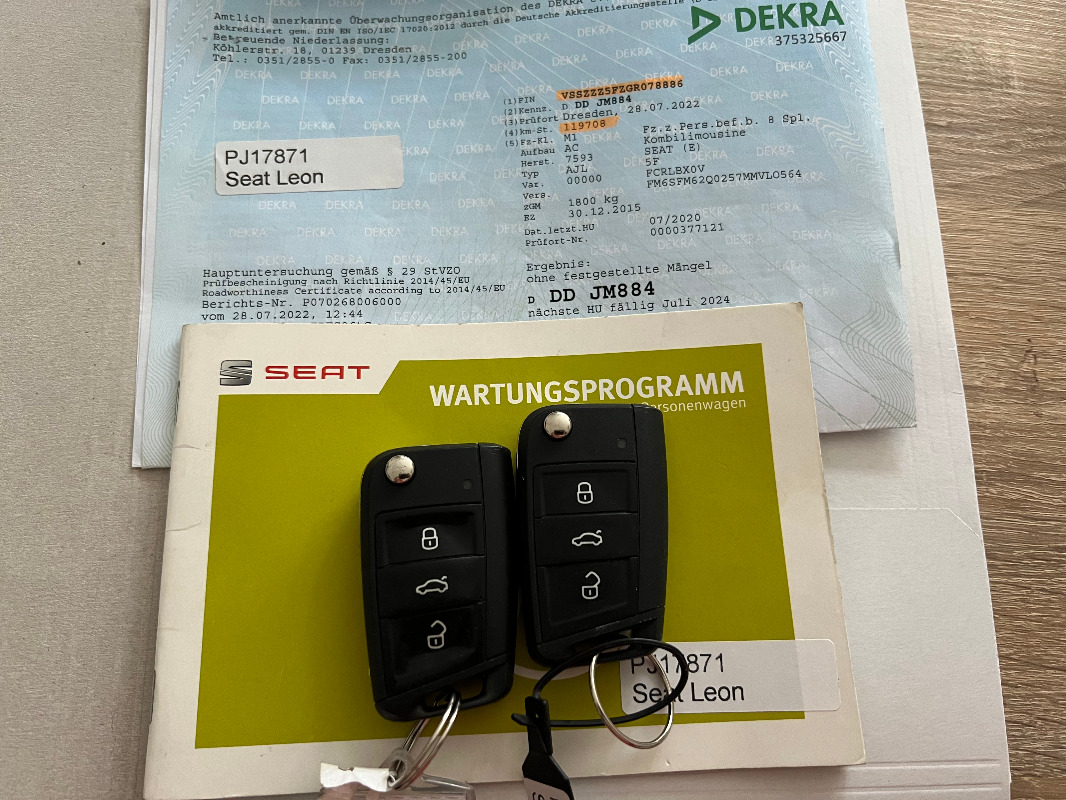 Amtlich anerkannte Überwachungsorganisation des DEKRA e.
akkreditiert gem. DIN EN ISO/IEC 17020:2012 durch die Deutsche Akkreditierungsstelle
Betreuende Niederlassung:
Köhlerstr. 18, 01239 Dresden
Tel.: 0351/2855-0 Fax: 0351/2855-200
DEKRA
375325667
(1) FIN VSSZZZ5FZGR078886
(2) Kennz. D DD JM884
(3) Prüfort Dresden, 28.07.2022
(4) km-St. 119708
(5) Fz-Kl. M1 Fz.z.Pers.bef.b. 8 Spl.
Aufbau AC Kombilimousine
Herst. 7593 SEAT (E)
Typ AJL 5F
Var. 00000 FCRLBX0V
Vers. FM6SFM62Q0257MMVLO564
zGM 1800 kg
EZ 30.12.2015
Dat.letzt.HU 07/2020
Prüfort-Nr. 0000377121
PJ17871
Seat Leon
Hauptuntersuchung gemäß § 29 StVZO
Prüfbescheinigung nach Richtlinie 2014/45/EU
Roadworthiness Certificate according to 2014/45/EU
Berichts-Nr. P070268006000
vom 28.07.2022, 12:44
Ergebnis:
ohne festgestellte Mängel
D DD JM884
nächste HU fällig Juli 2024
SEAT
WARTUNGSPROGRAMM
Personenwagen
PJ17871
Seat Leon